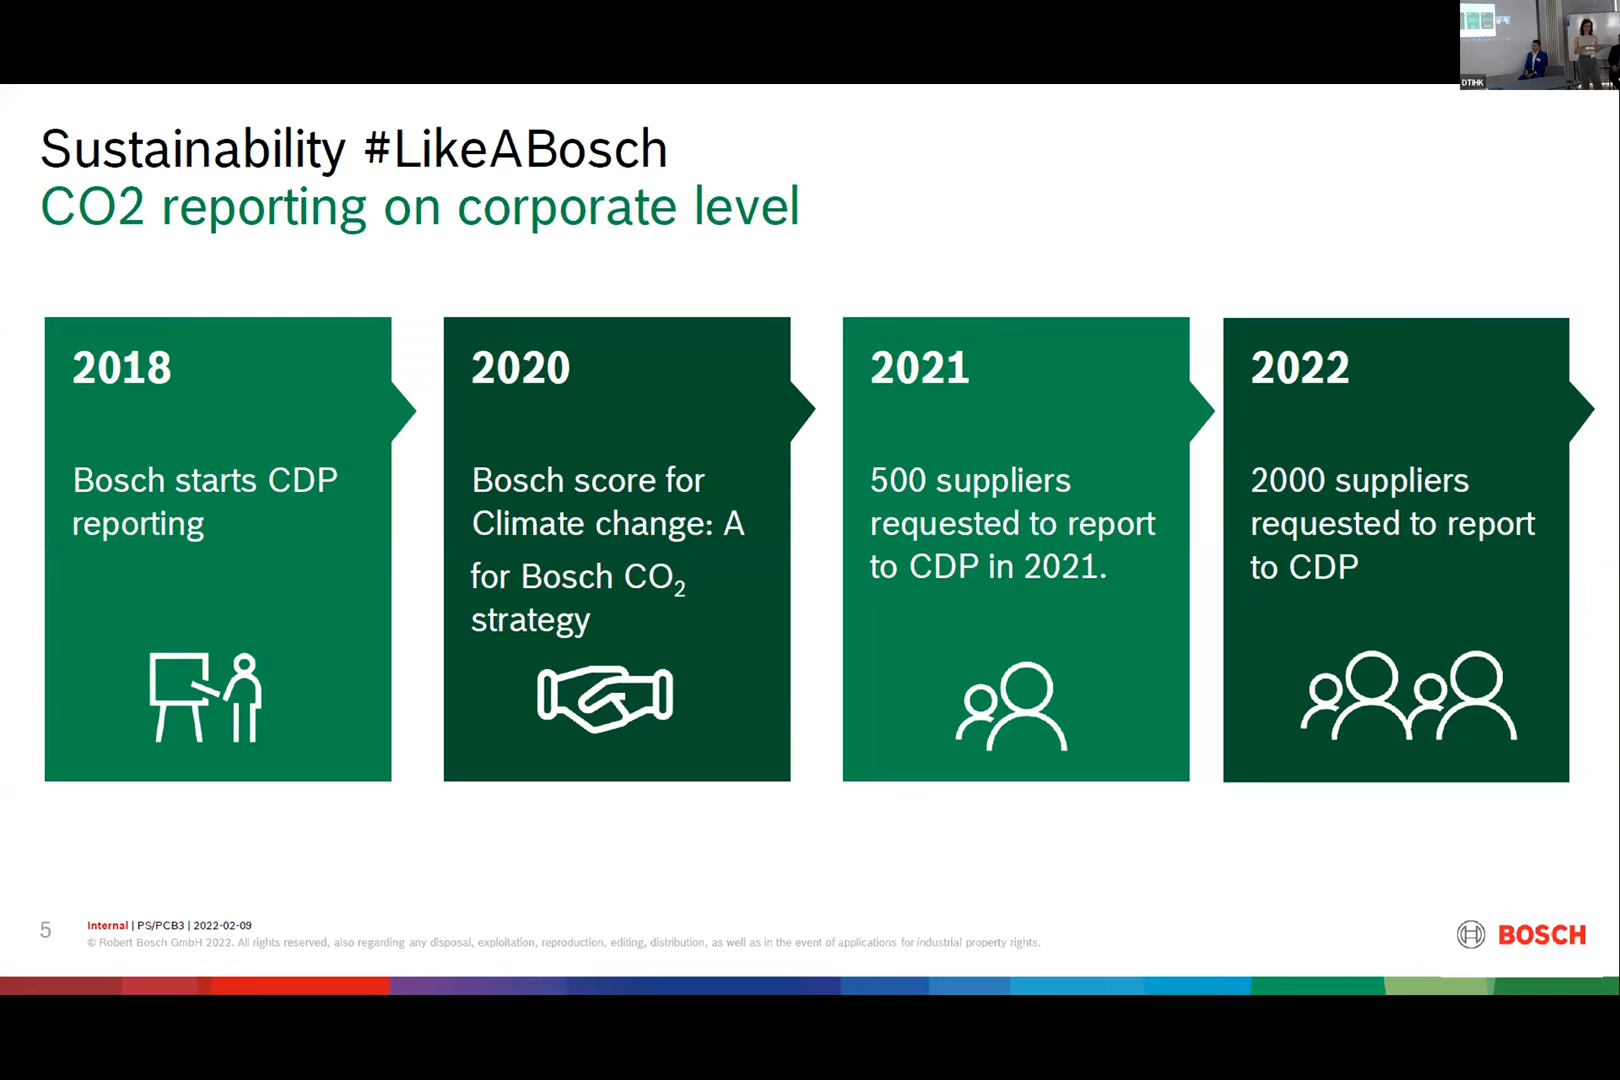 DTIHK
Sustainability #LikeABosch
CO2 reporting on corporate level
2018
Bosch starts CDP
reporting
2020
Bosch score for
Climate change: A
for Bosch CO₂
strategy
2021
500 suppliers
requested to report
to CDP in 2021.
2022
2000 suppliers
requested to report
to CDP
5
Internal | PS/PCB3 | 2022-02-09
© Robert Bosch GmbH 2022. All rights reserved, also regarding any disposal, exploitation, reproduction, editing, distribution, as well as in the event of applications for industrial property rights.
BOSCH